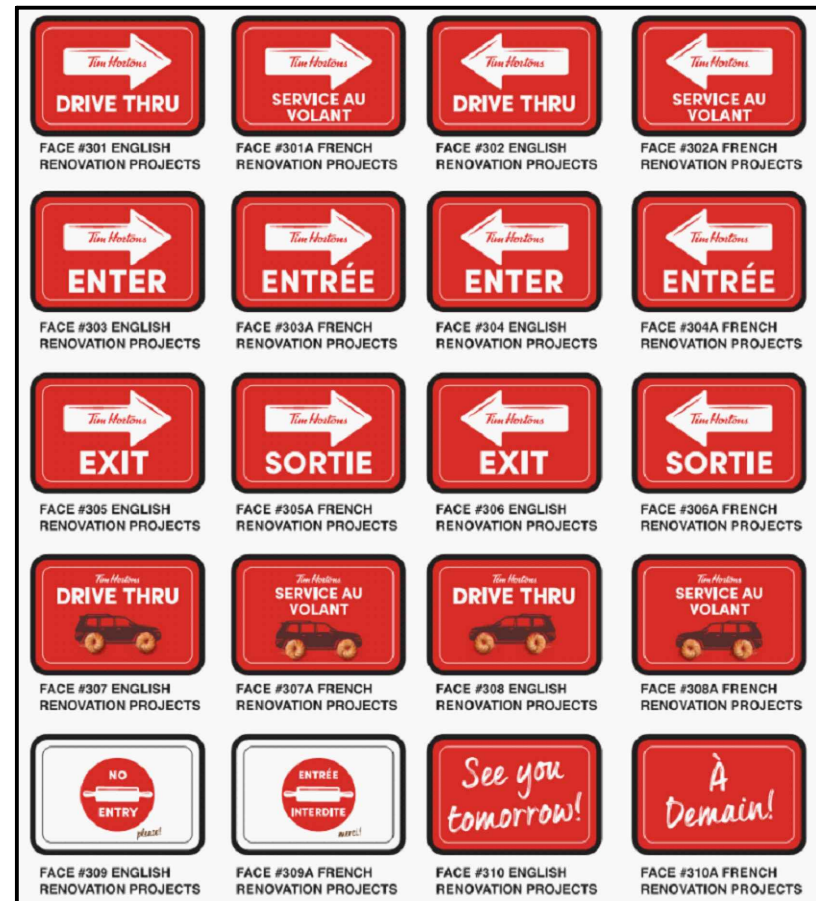 Tim Hortons
DRIVE THRU
FACE #301 ENGLISH
RENOVATION PROJECTS
Tim Hortons
SERVICE AU
VOLANT
FACE #301A FRENCH
RENOVATION PROJECTS
Tim Hortons
DRIVE THRU
FACE #302 ENGLISH
RENOVATION PROJECTS
Tim Hortons
SERVICE AU
VOLANT
FACE #302A FRENCH
RENOVATION PROJECTS
Tim Hortons
ENTER
FACE #303 ENGLISH
RENOVATION PROJECTS
Tim Hortons
ENTRÉE
FACE #303A FRENCH
RENOVATION PROJECTS
Tim Hortons
ENTER
FACE #304 ENGLISH
RENOVATION PROJECTS
Tim Hortons
ENTRÉE
FACE #304A FRENCH
RENOVATION PROJECTS
Tim Hortons
EXIT
FACE #305 ENGLISH
RENOVATION PROJECTS
Tim Hortons
SORTIE
FACE #305A FRENCH
RENOVATION PROJECTS
Tim Hortons
EXIT
FACE #306 ENGLISH
RENOVATION PROJECTS
Tim Hortons
SORTIE
FACE #306A FRENCH
RENOVATION PROJECTS
Tim Hortons
DRIVE THRU
FACE #307 ENGLISH
RENOVATION PROJECTS
Tim Hortons
SERVICE AU
VOLANT
FACE #307A FRENCH
RENOVATION PROJECTS
Tim Hortons
DRIVE THRU
FACE #308 ENGLISH
RENOVATION PROJECTS
Tim Hortons
SERVICE AU
VOLANT
FACE #308A FRENCH
RENOVATION PROJECTS
NO
ENTRY
please!
FACE #309 ENGLISH
RENOVATION PROJECTS
ENTRÉE
INTERDITE
merci!
FACE #309A FRENCH
RENOVATION PROJECTS
See you
tomorrow!
FACE #310 ENGLISH
RENOVATION PROJECTS
À
Demain!
FACE #310A FRENCH
RENOVATION PROJECTS